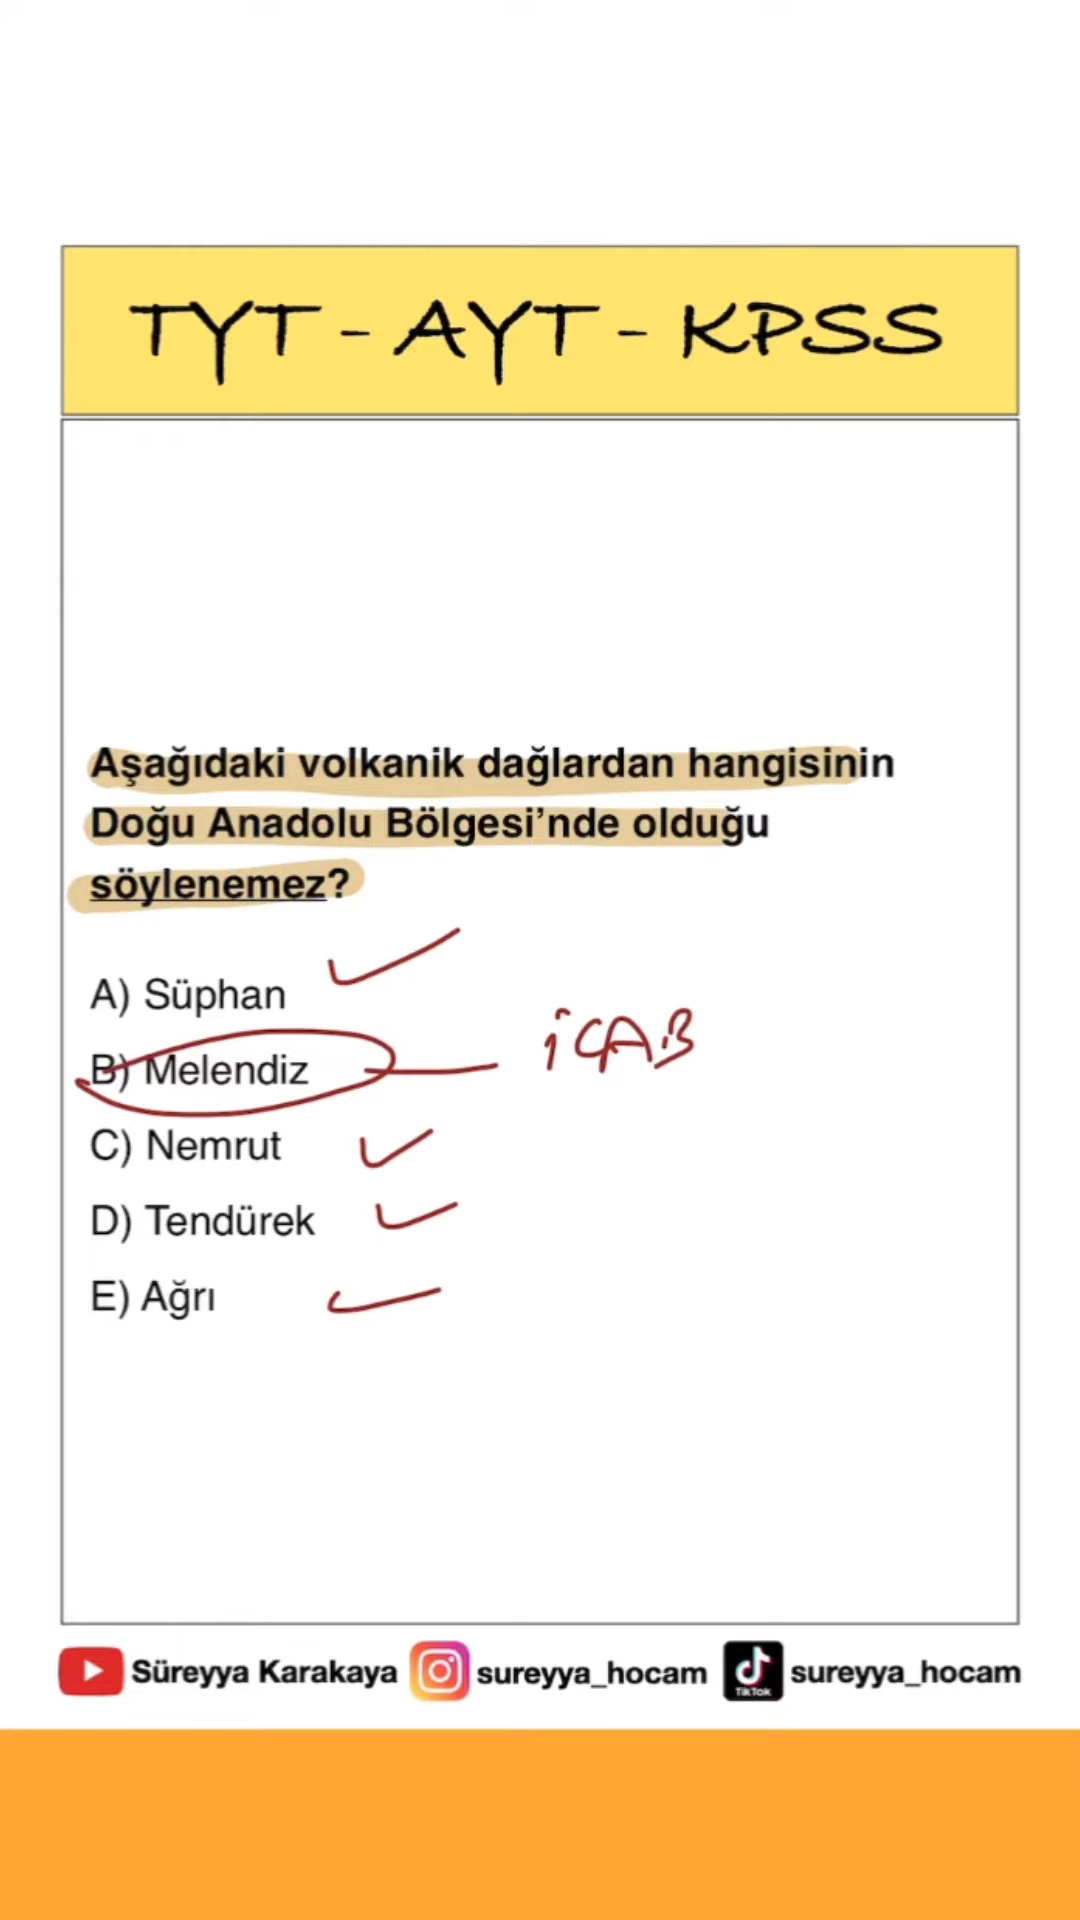 TYT - AYT - KPSS
Aşağıdaki volkanik dağlardan hangisinin
Doğu Anadolu Bölgesi’nde olduğu
söylenemez?
A) Süphan
B) Melendiz
İÇAB
C) Nemrut
D) Tendürek
E) Ağrı
Süreyya Karakaya sureyya_hocam TikTok sureyya_hocam